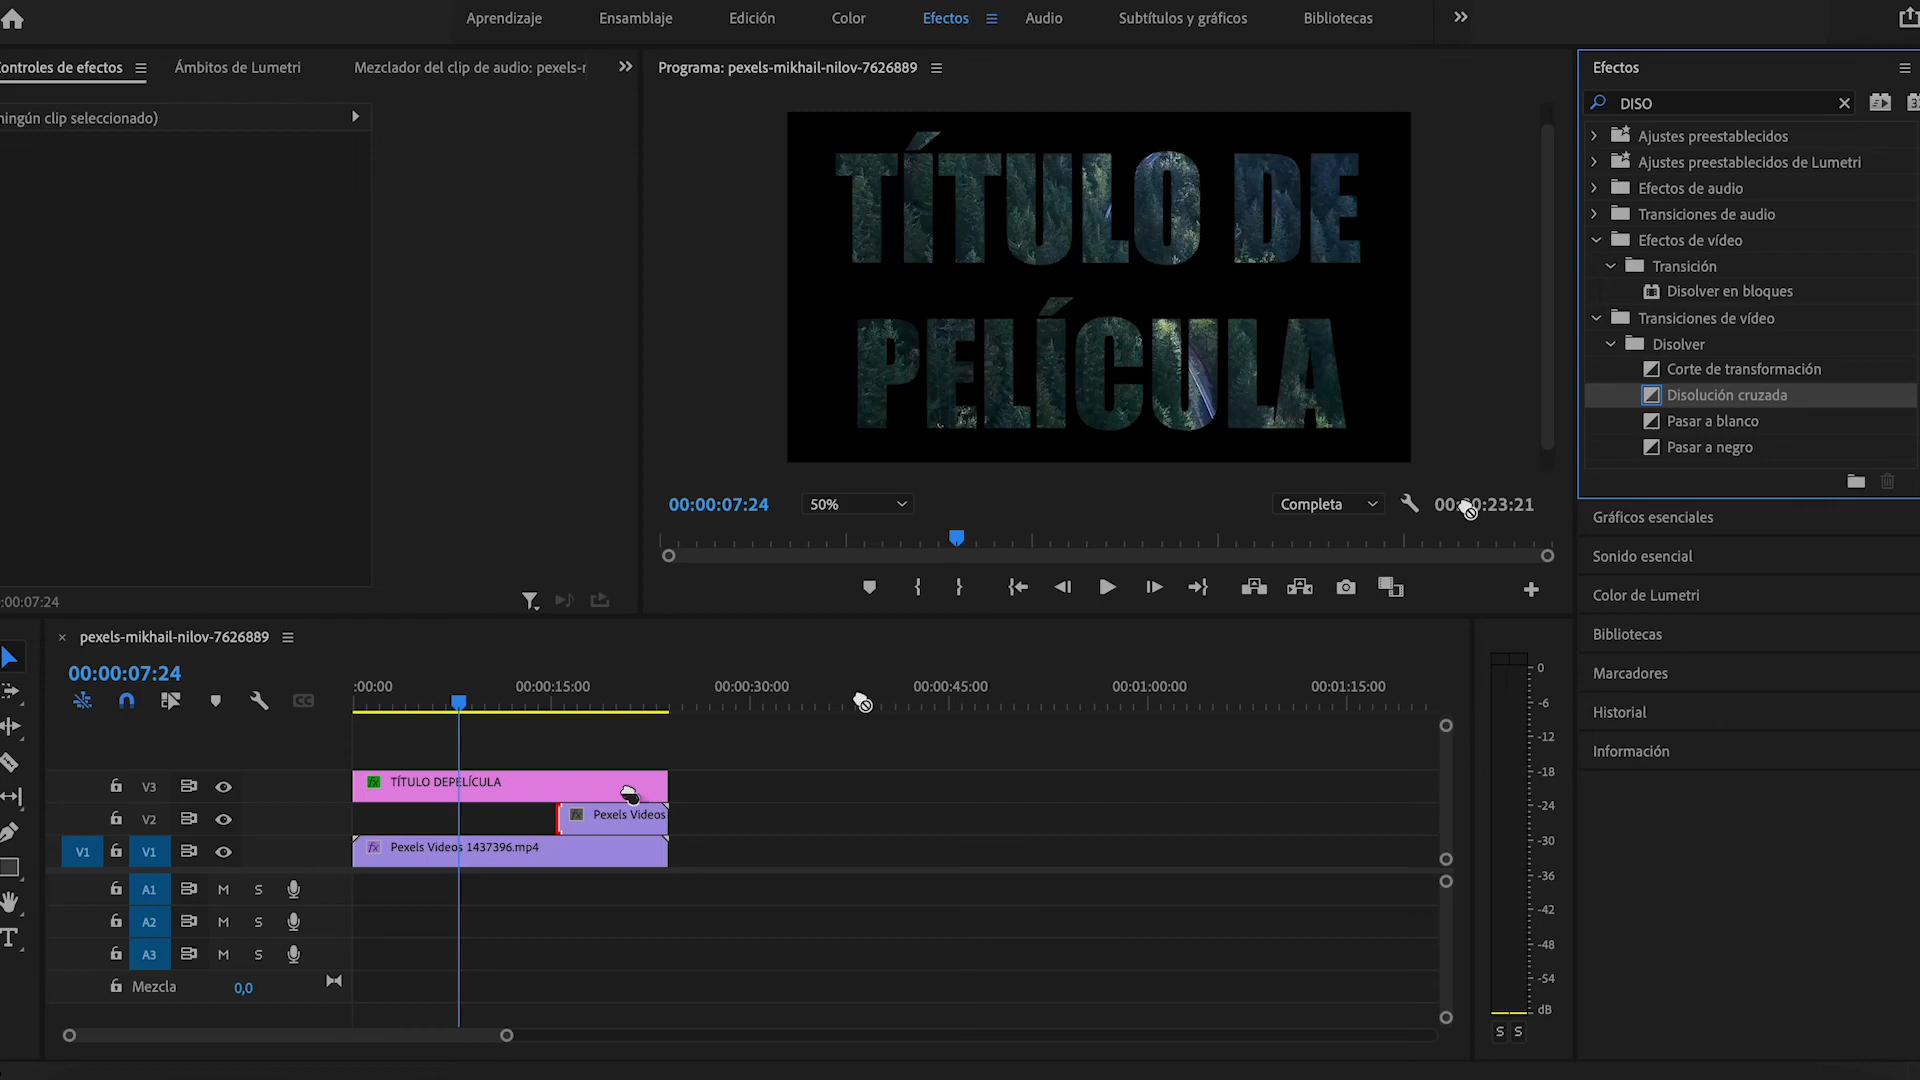 Aprendizaje
Ensamblaje
Edición
Color
Efectos
Audio
Subtítulos y gráficos
Bibliotecas
ontroles de efectos
Ámbitos de Lumetri
Mezclador del clip de audio: pexels-
Programa: pexels-mikhail-nilov-7626889
Efectos
ningún clip seleccionado)
DISO
Ajustes preestablecidos
Ajustes preestablecidos de Lumetri
Efectos de audio
Transiciones de audio
Efectos de vídeo
Transición
Disolver en bloques
Transiciones de vídeo
Disolver
Corte de transformación
Disolución cruzada
Pasar a blanco
Pasar a negro
TÍTULO DE
PELÍCULA
00:00:07:24
50%
Completa
:23:21
:00:07:24
Gráficos esenciales
Sonido esencial
Color de Lumetri
Bibliotecas
Marcadores
Historial
Información
pexels-mikhail-nilov-7626889
00:00:07:24
:00:00
00:00:15:00
00:00:30:00
00:00:45:00
00:01:00:00
00:01:15:00
V3
TÍTULO DEPELÍCULA
V2
Pexels Videos
V1
V1
Pexels Videos 1437396.mp4
A1
M
S
A2
M
S
A3
M
S
Mezcla
0,0
0
-6
-12
-18
-24
-30
-36
-42
-48
-54
dB
S
S